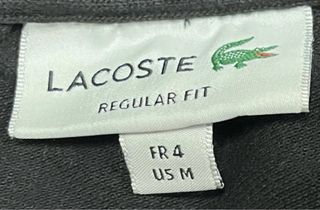 LACOSTE
REGULAR FIT
FR 4
US M